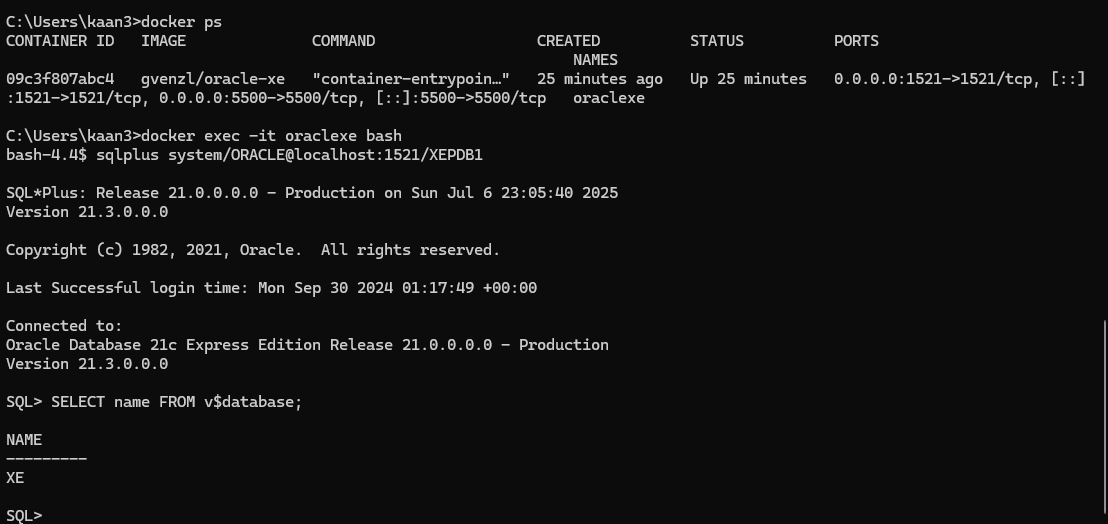 C:\Users\kaan3>docker ps
CONTAINER ID   IMAGE              COMMAND                  CREATED          STATUS          PORTS
                                                               NAMES
09c3f807abc4   gvenzl/oracle-xe   "container-entrypoin…"   25 minutes ago   Up 25 minutes   0.0.0.0:1521->1521/tcp, [::]
:1521->1521/tcp, 0.0.0.0:5500->5500/tcp, [::]:5500->5500/tcp   oraclexe
C:\Users\kaan3>docker exec -it oraclexe bash
bash-4.4$ sqlplus system/ORACLE@localhost:1521/XEPDB1
SQL*Plus: Release 21.0.0.0.0 - Production on Sun Jul 6 23:05:40 2025
Version 21.3.0.0.0
Copyright (c) 1982, 2021, Oracle.  All rights reserved.
Last Successful login time: Mon Sep 30 2024 01:17:49 +00:00
Connected to:
Oracle Database 21c Express Edition Release 21.0.0.0.0 - Production
Version 21.3.0.0.0
SQL> SELECT name FROM v$database;
NAME
---------
XE
SQL>